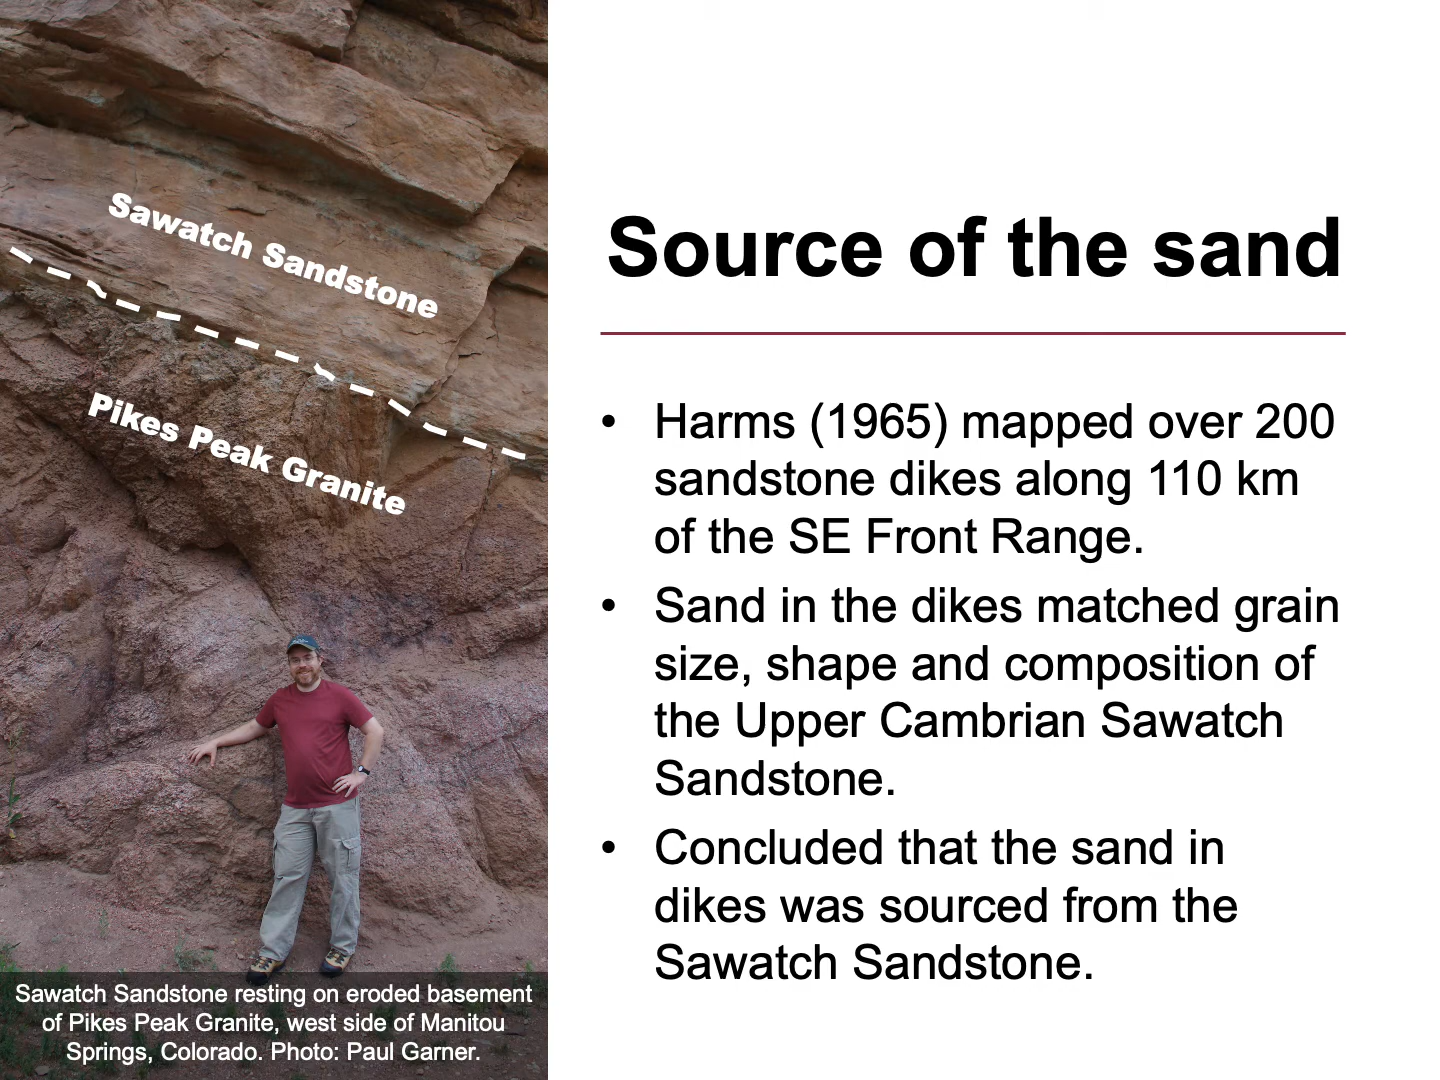 Sawatch Sandstone
Pikes Peak Granite
Sawatch Sandstone resting on eroded basement
of Pikes Peak Granite, west side of Manitou
Springs, Colorado. Photo: Paul Garner.
Source of the sand
• Harms (1965) mapped over 200
sandstone dikes along 110 km
of the SE Front Range.
• Sand in the dikes matched grain
size, shape and composition of
the Upper Cambrian Sawatch
Sandstone.
• Concluded that the sand in
dikes was sourced from the
Sawatch Sandstone.